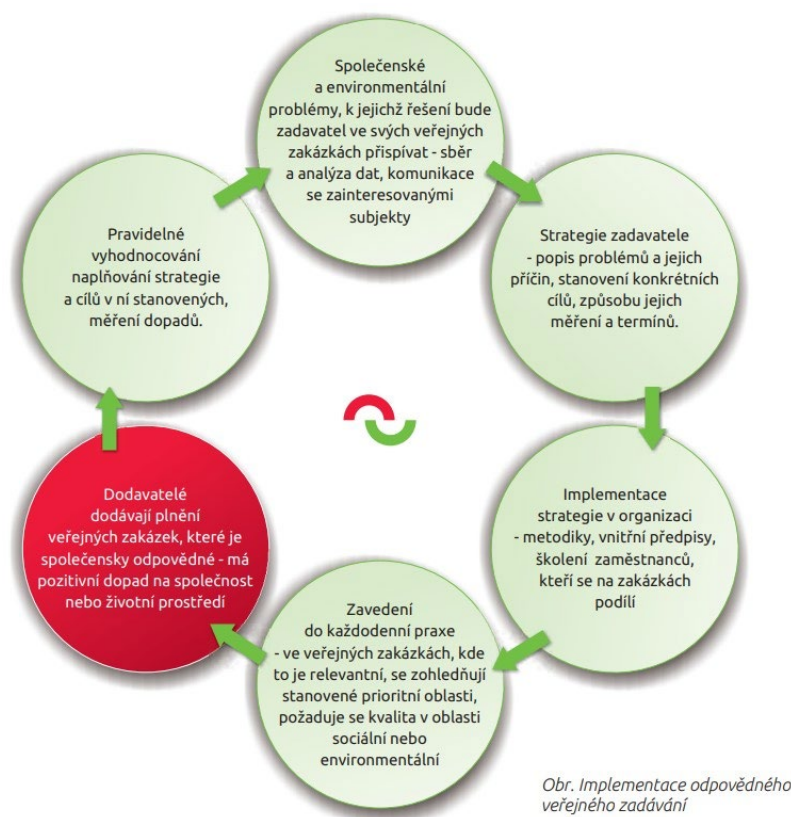 Společenské
a environmentální
problémy, k jejichž řešení bude
zadavatel ve svých veřejných
zakázkách přispívat - sběr
a analýza dat, komunikace
se zainteresovanými
subjekty
Strategie zadavatele
- popis problémů a jejich
příčin, stanovení konkrétních
cílů, způsobu jejich
měření a termínů.
Implementace
strategie v organizaci
- metodiky, vnitřní předpisy,
školení zaměstnanců,
kteří se na zakázkách
podílí
Zavedení
do každodenní praxe
- ve veřejných zakázkách, kde
to je relevantní, se zohledňují
stanovené prioritní oblasti,
požaduje se kvalita v oblasti
sociální nebo
environmentální
Dodavatelé
dodávají plnění
veřejných zakázek, které je
společensky odpovědné - má
pozitivní dopad na společnost
nebo životní prostředí
Pravidelné
vyhodnocování
naplňování strategie
a cílů v ní stanovených,
měření dopadů.
Obr. Implementace odpovědného
veřejného zadávání